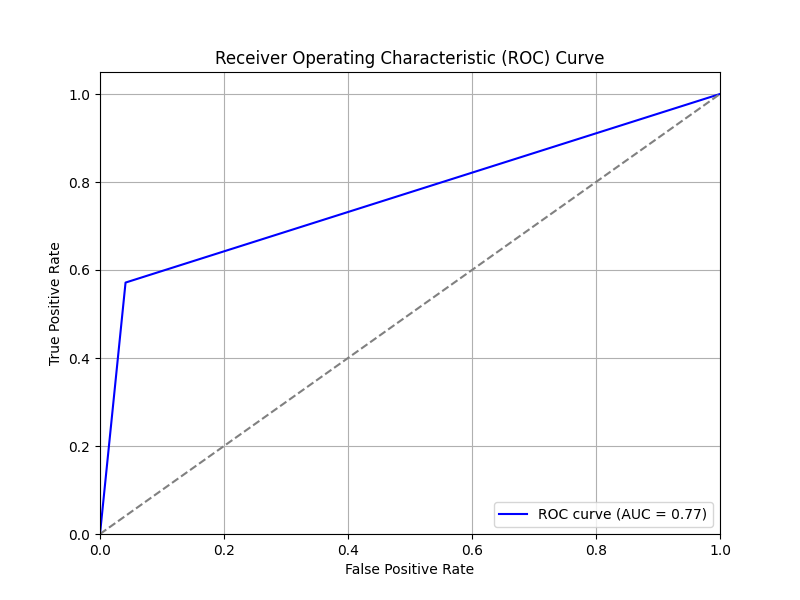 Receiver Operating Characteristic (ROC) Curve
1.0
0.8
0.6
0.4
0.2
0.0
True Positive Rate
ROC curve (AUC = 0.77)
0.0 0.2 0.4 0.6 0.8 1.0
False Positive Rate